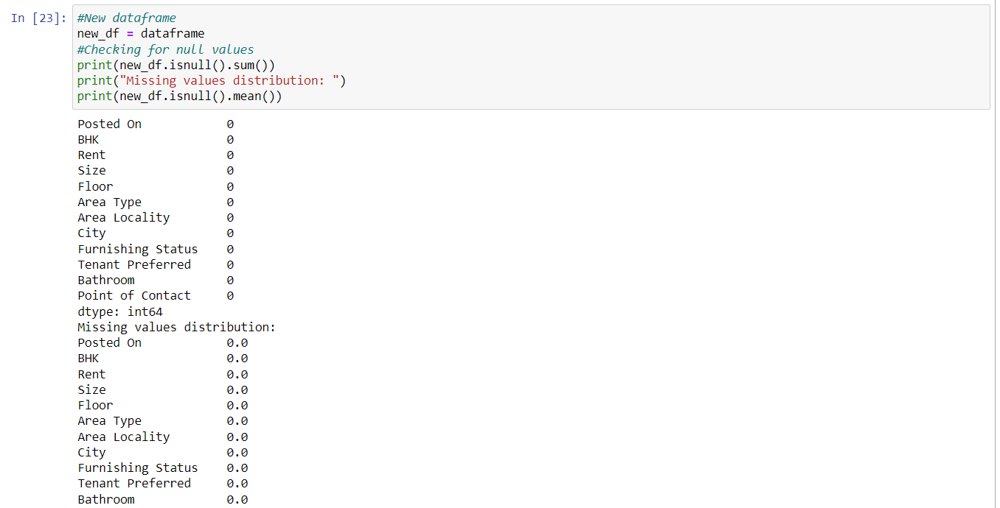 In [23]:
#New dataframe
new_df = dataframe
#Checking for null values
print(new_df.isnull().sum())
print("Missing values distribution: ")
print(new_df.isnull().mean())
Posted On 0
BHK 0
Rent 0
Size 0
Floor 0
Area Type 0
Area Locality 0
City 0
Furnishing Status 0
Tenant Preferred 0
Bathroom 0
Point of Contact 0
dtype: int64
Missing values distribution:
Posted On 0.0
BHK 0.0
Rent 0.0
Size 0.0
Floor 0.0
Area Type 0.0
Area Locality 0.0
City 0.0
Furnishing Status 0.0
Tenant Preferred 0.0
Bathroom 0.0